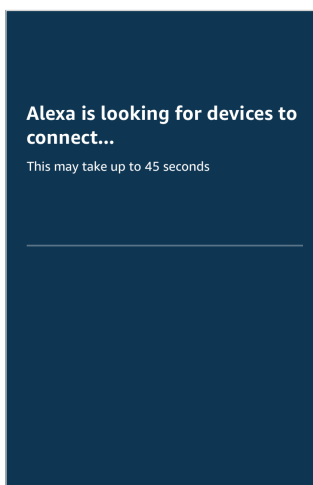 Alexa is looking for devices to
connect...
This may take up to 45 seconds